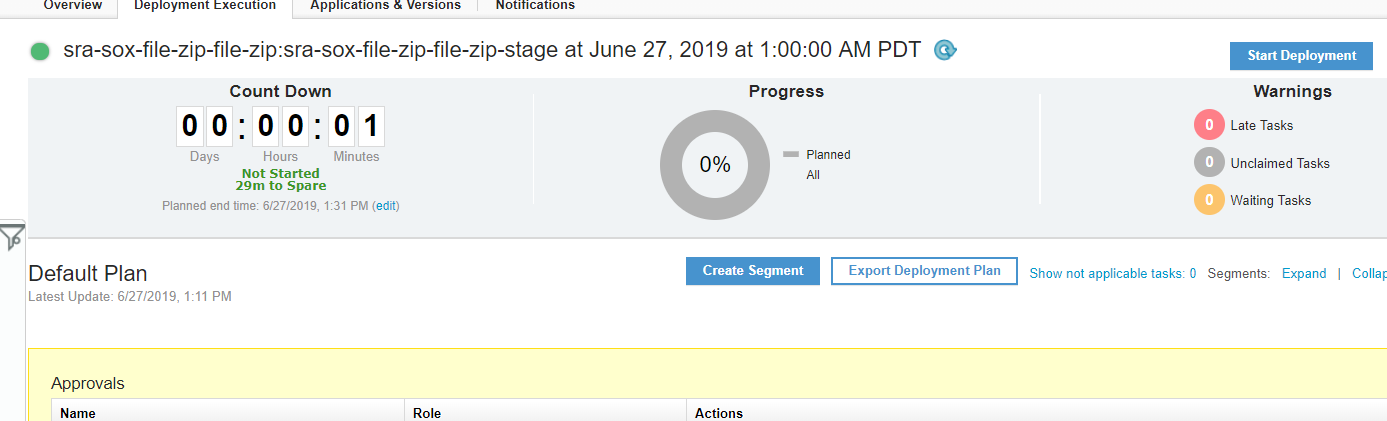 Overview Deployment Execution Applications & Versions Notifications
sra-sox-file-zip-file-zip:sra-sox-file-zip-file-zip-stage at June 27, 2019 at 1:00:00 AM PDT
Start Deployment
Count Down
00:00:01
Days Hours Minutes
Not Started
29m to Spare
Planned end time: 6/27/2019, 1:31 PM (edit)
Progress
0%
Planned
All
Warnings
0 Late Tasks
0 Unclaimed Tasks
0 Waiting Tasks
Default Plan
Latest Update: 6/27/2019, 1:11 PM
Create Segment Export Deployment Plan Show not applicable tasks: 0 Segments: Expand | Collap
Approvals
Name Role Actions